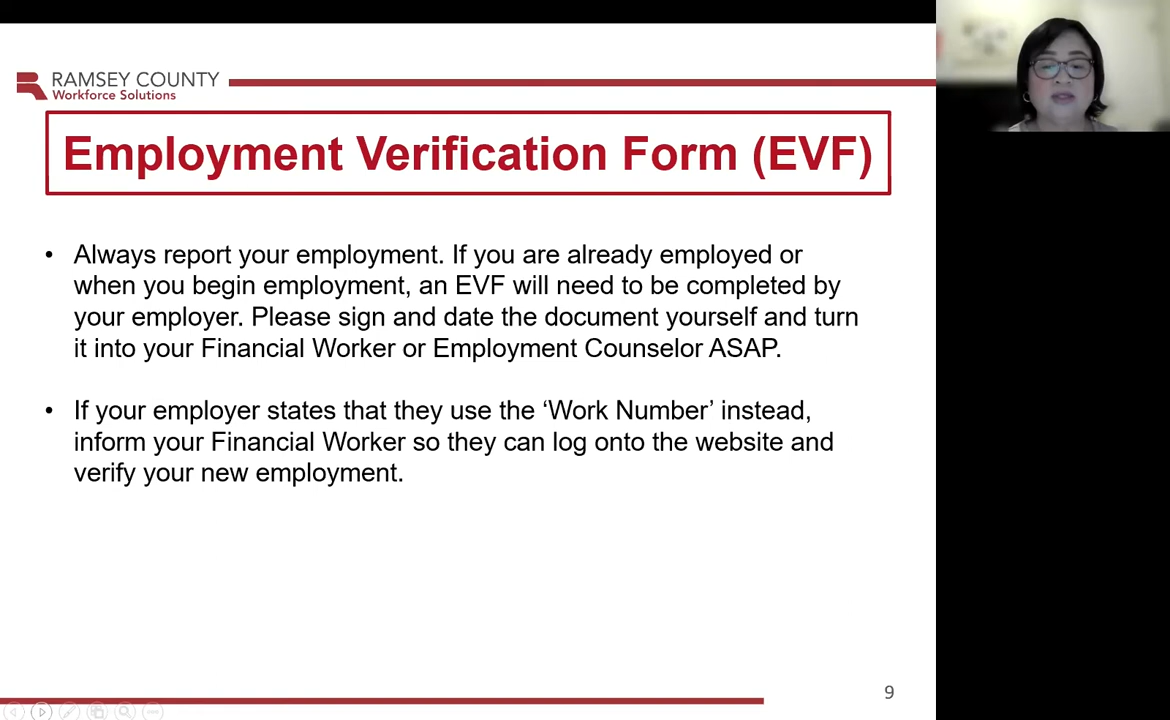 RAMSEY COUNTY
Workforce Solutions
Employment Verification Form (EVF)
• Always report your employment. If you are already employed or
when you begin employment, an EVF will need to be completed by
your employer. Please sign and date the document yourself and turn
it into your Financial Worker or Employment Counselor ASAP.
• If your employer states that they use the ‘Work Number’ instead,
inform your Financial Worker so they can log onto the website and
verify your new employment.
9